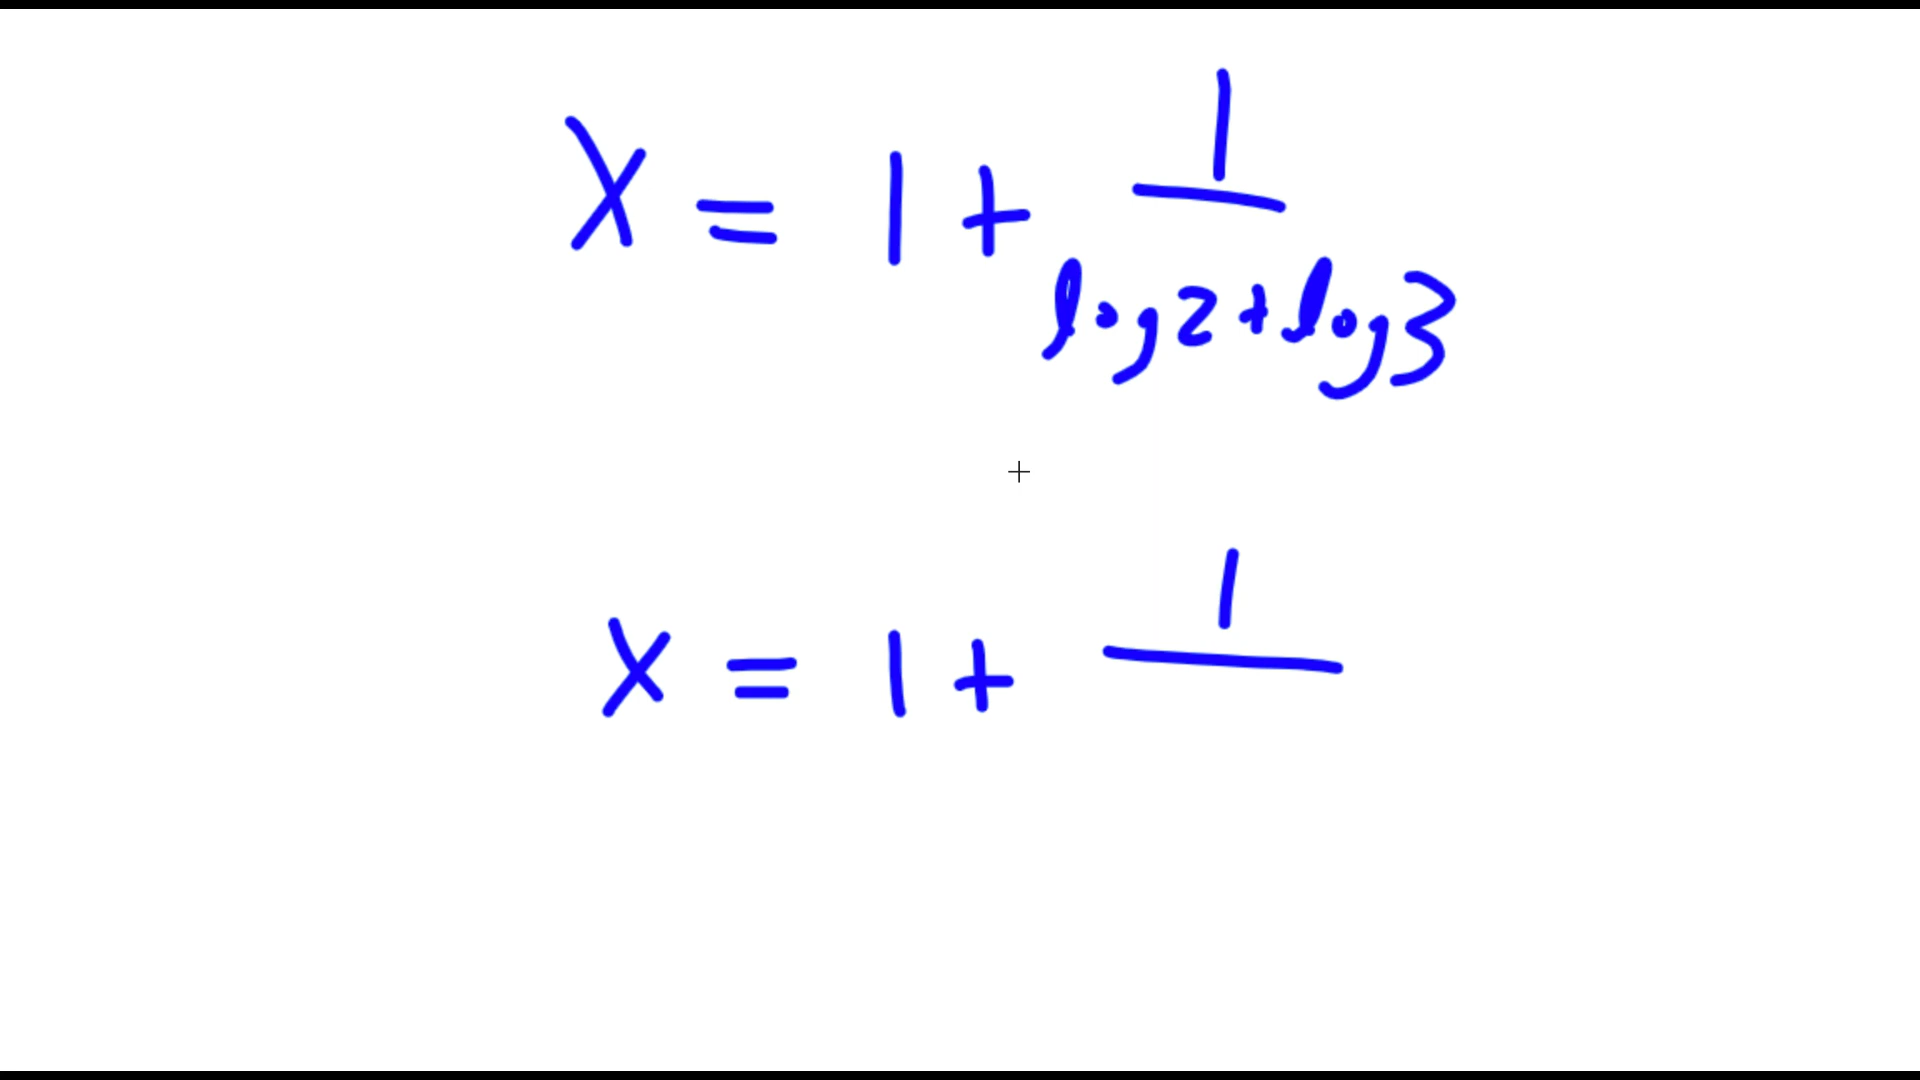 X = 1 + 1
log2 + log3
x = 1 + 1